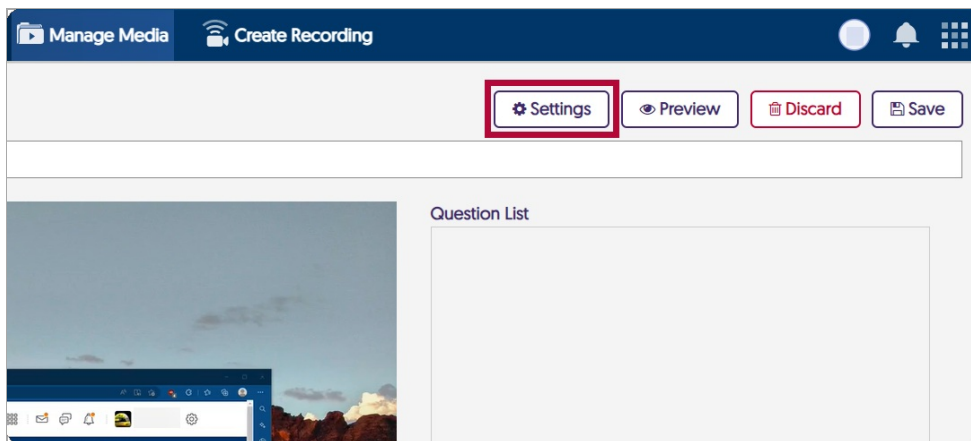 Manage Media Create Recording
Settings Preview Discard Save
Question List